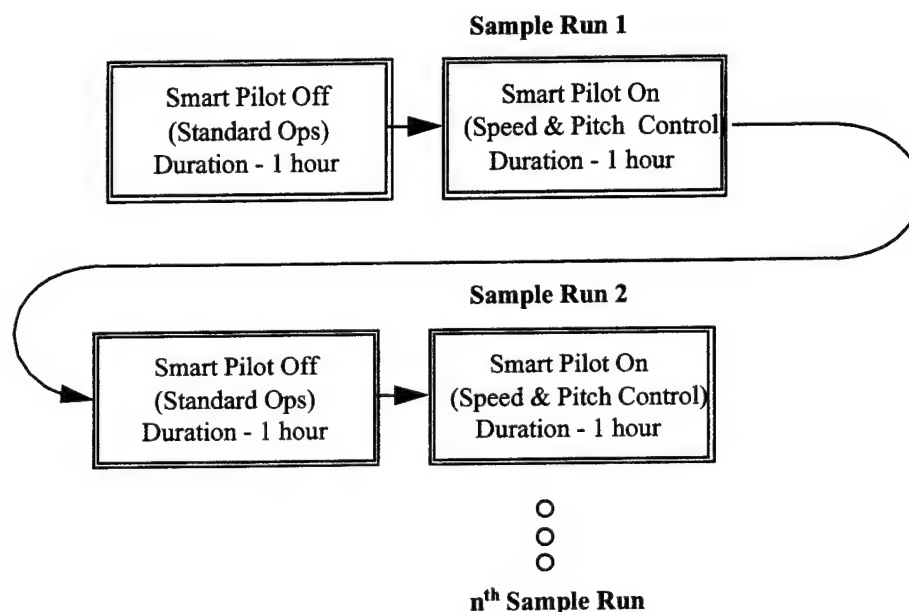 Sample Run 1
Smart Pilot Off
(Standard Ops)
Duration - 1 hour
Smart Pilot On
(Speed & Pitch Control
Duration - 1 hour
Sample Run 2
Smart Pilot Off
(Standard Ops)
Duration - 1 hour
Smart Pilot On
(Speed & Pitch Control)
Duration - 1 hour
nth Sample Run